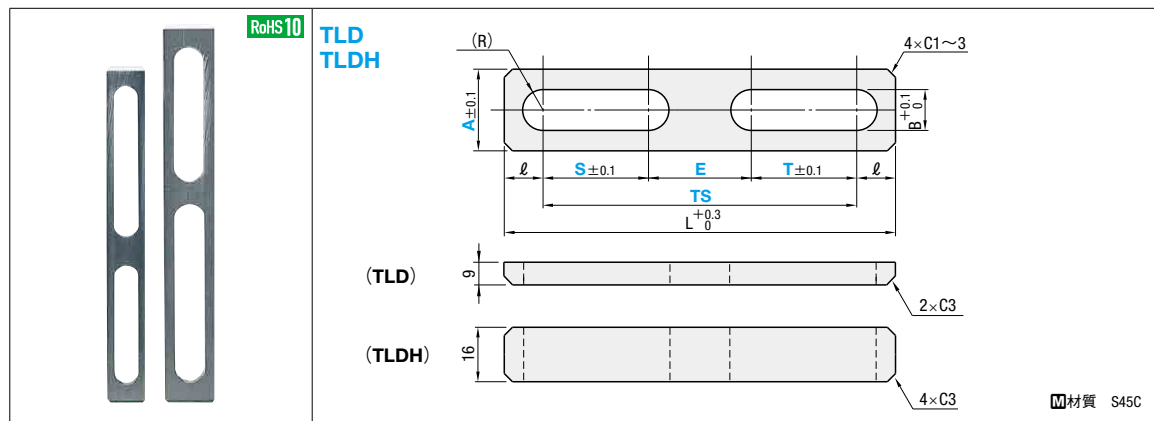 RoHS10
TLD
TLDH
(R)
4×C1〜3
A±0.1
B +0.1 0
ℓ
S±0.1
E
T±0.1
ℓ
TS
L +0.3 0
(TLD)
9
2×C3
(TLDH)
16
4×C3
M材質 S45C